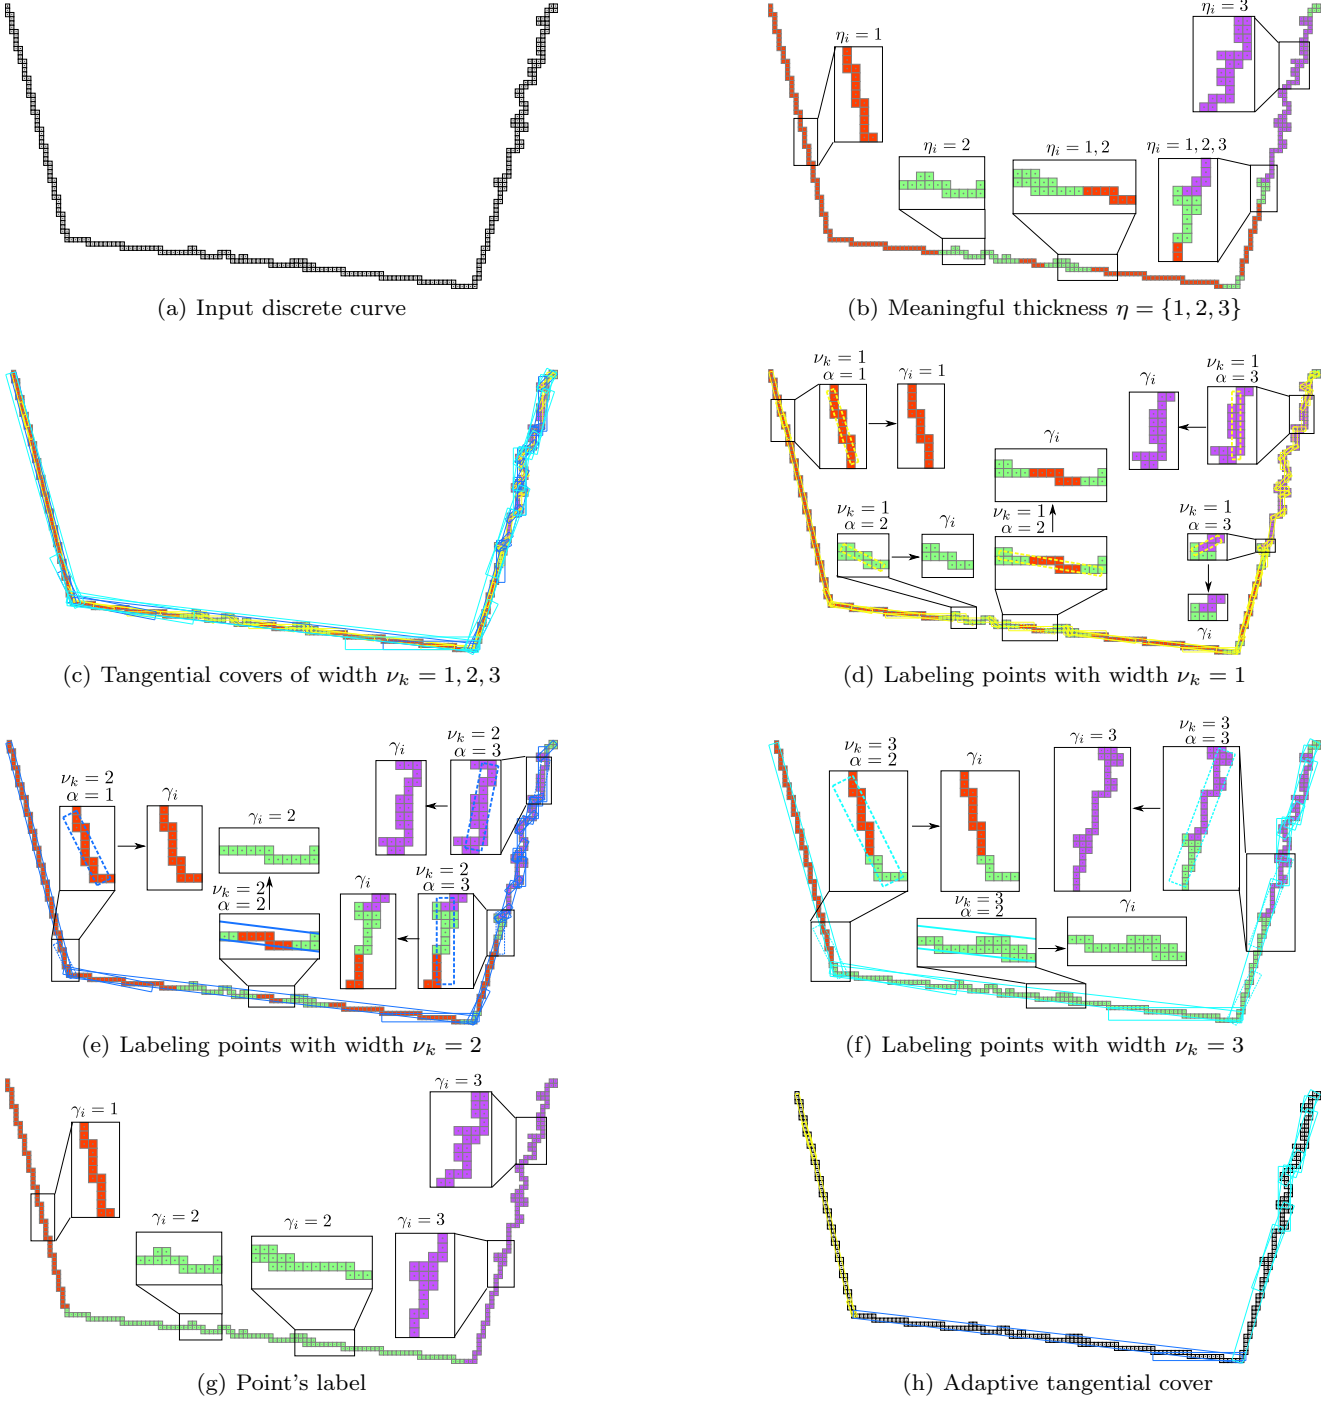 ηᵢ = 3
ηᵢ = 1
ηᵢ = 2
ηᵢ = 1, 2
ηᵢ = 1, 2, 3
(a) Input discrete curve
(b) Meaningful thickness η = {1, 2, 3}
νₖ = 1
α = 1
γᵢ = 1
γᵢ
νₖ = 1
α = 3
γᵢ
νₖ = 1
α = 2
γᵢ
νₖ = 1
α = 2
νₖ = 1
α = 3
γᵢ
(c) Tangential covers of width νₖ = 1, 2, 3
(d) Labeling points with width νₖ = 1
νₖ = 2
α = 1
γᵢ
γᵢ
νₖ = 2
α = 3
γᵢ = 2
νₖ = 2
α = 2
γᵢ
νₖ = 2
α = 3
νₖ = 3
α = 2
γᵢ
γᵢ = 3
νₖ = 3
α = 3
νₖ = 3
α = 2
γᵢ
(e) Labeling points with width νₖ = 2
(f) Labeling points with width νₖ = 3
γᵢ = 1
γᵢ = 3
γᵢ = 2
γᵢ = 2
γᵢ = 3
(g) Point's label
(h) Adaptive tangential cover